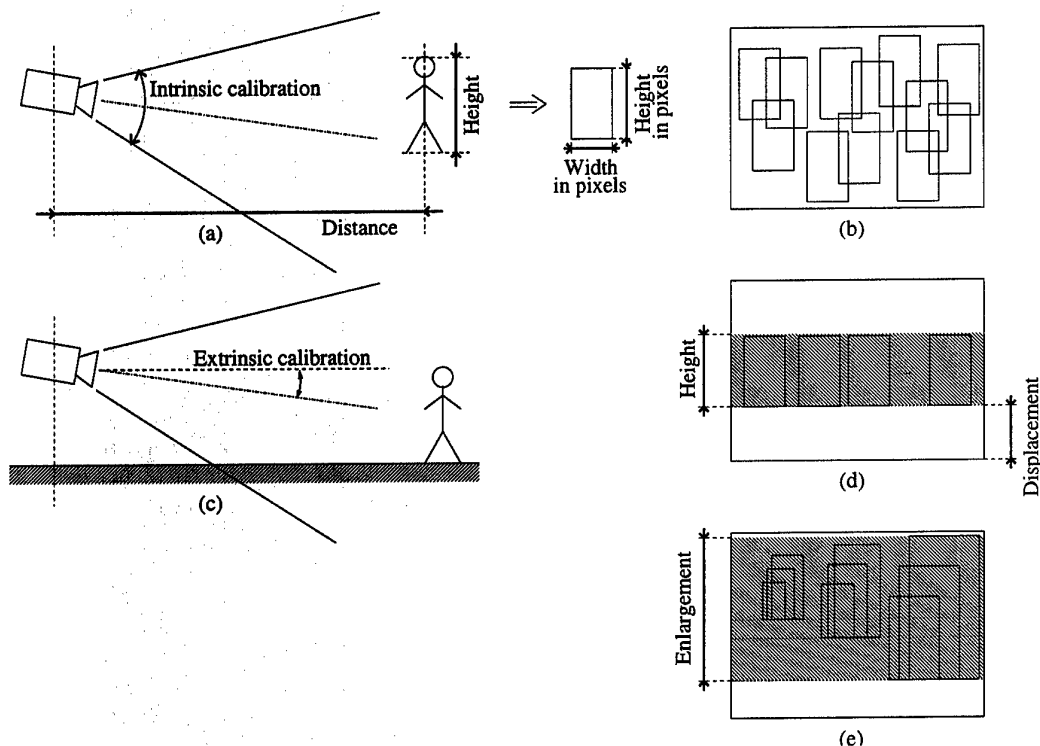 Intrinsic calibration
Height
Height
in pixels
Width
in pixels
Distance
(a)
(b)
Extrinsic calibration
(c)
Height
Displacement
(d)
Enlargement
(e)